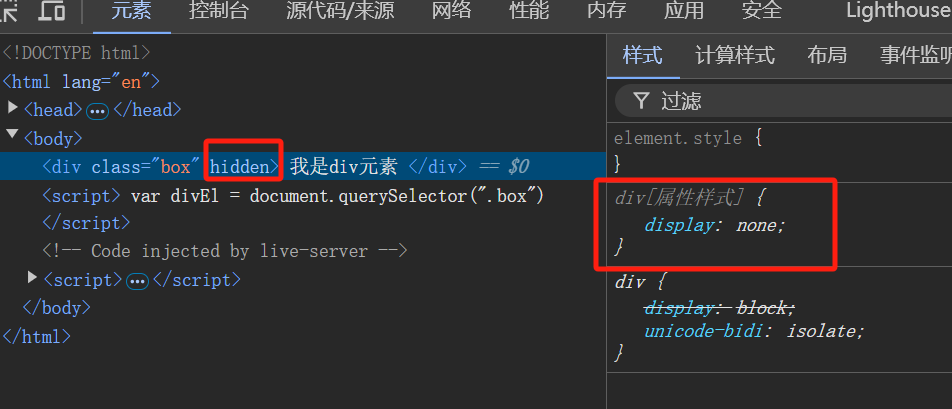 元素 控制台 源代码/来源 网络 性能 内存 应用 安全 Lighthouse
<!DOCTYPE html>
<html lang="en">
<head> … </head>
<body>
<div class="box" hidden> 我是div元素 </div> == $0
<script> var divEl = document.querySelector(".box")
</script>
<!-- Code injected by live-server -->
<script> … </script>
</body>
</html>
样式 计算样式 布局 事件监听
过滤
element.style {
}
div[属性样式] {
display: none;
}
div {
display: block;
unicode-bidi: isolate;
}